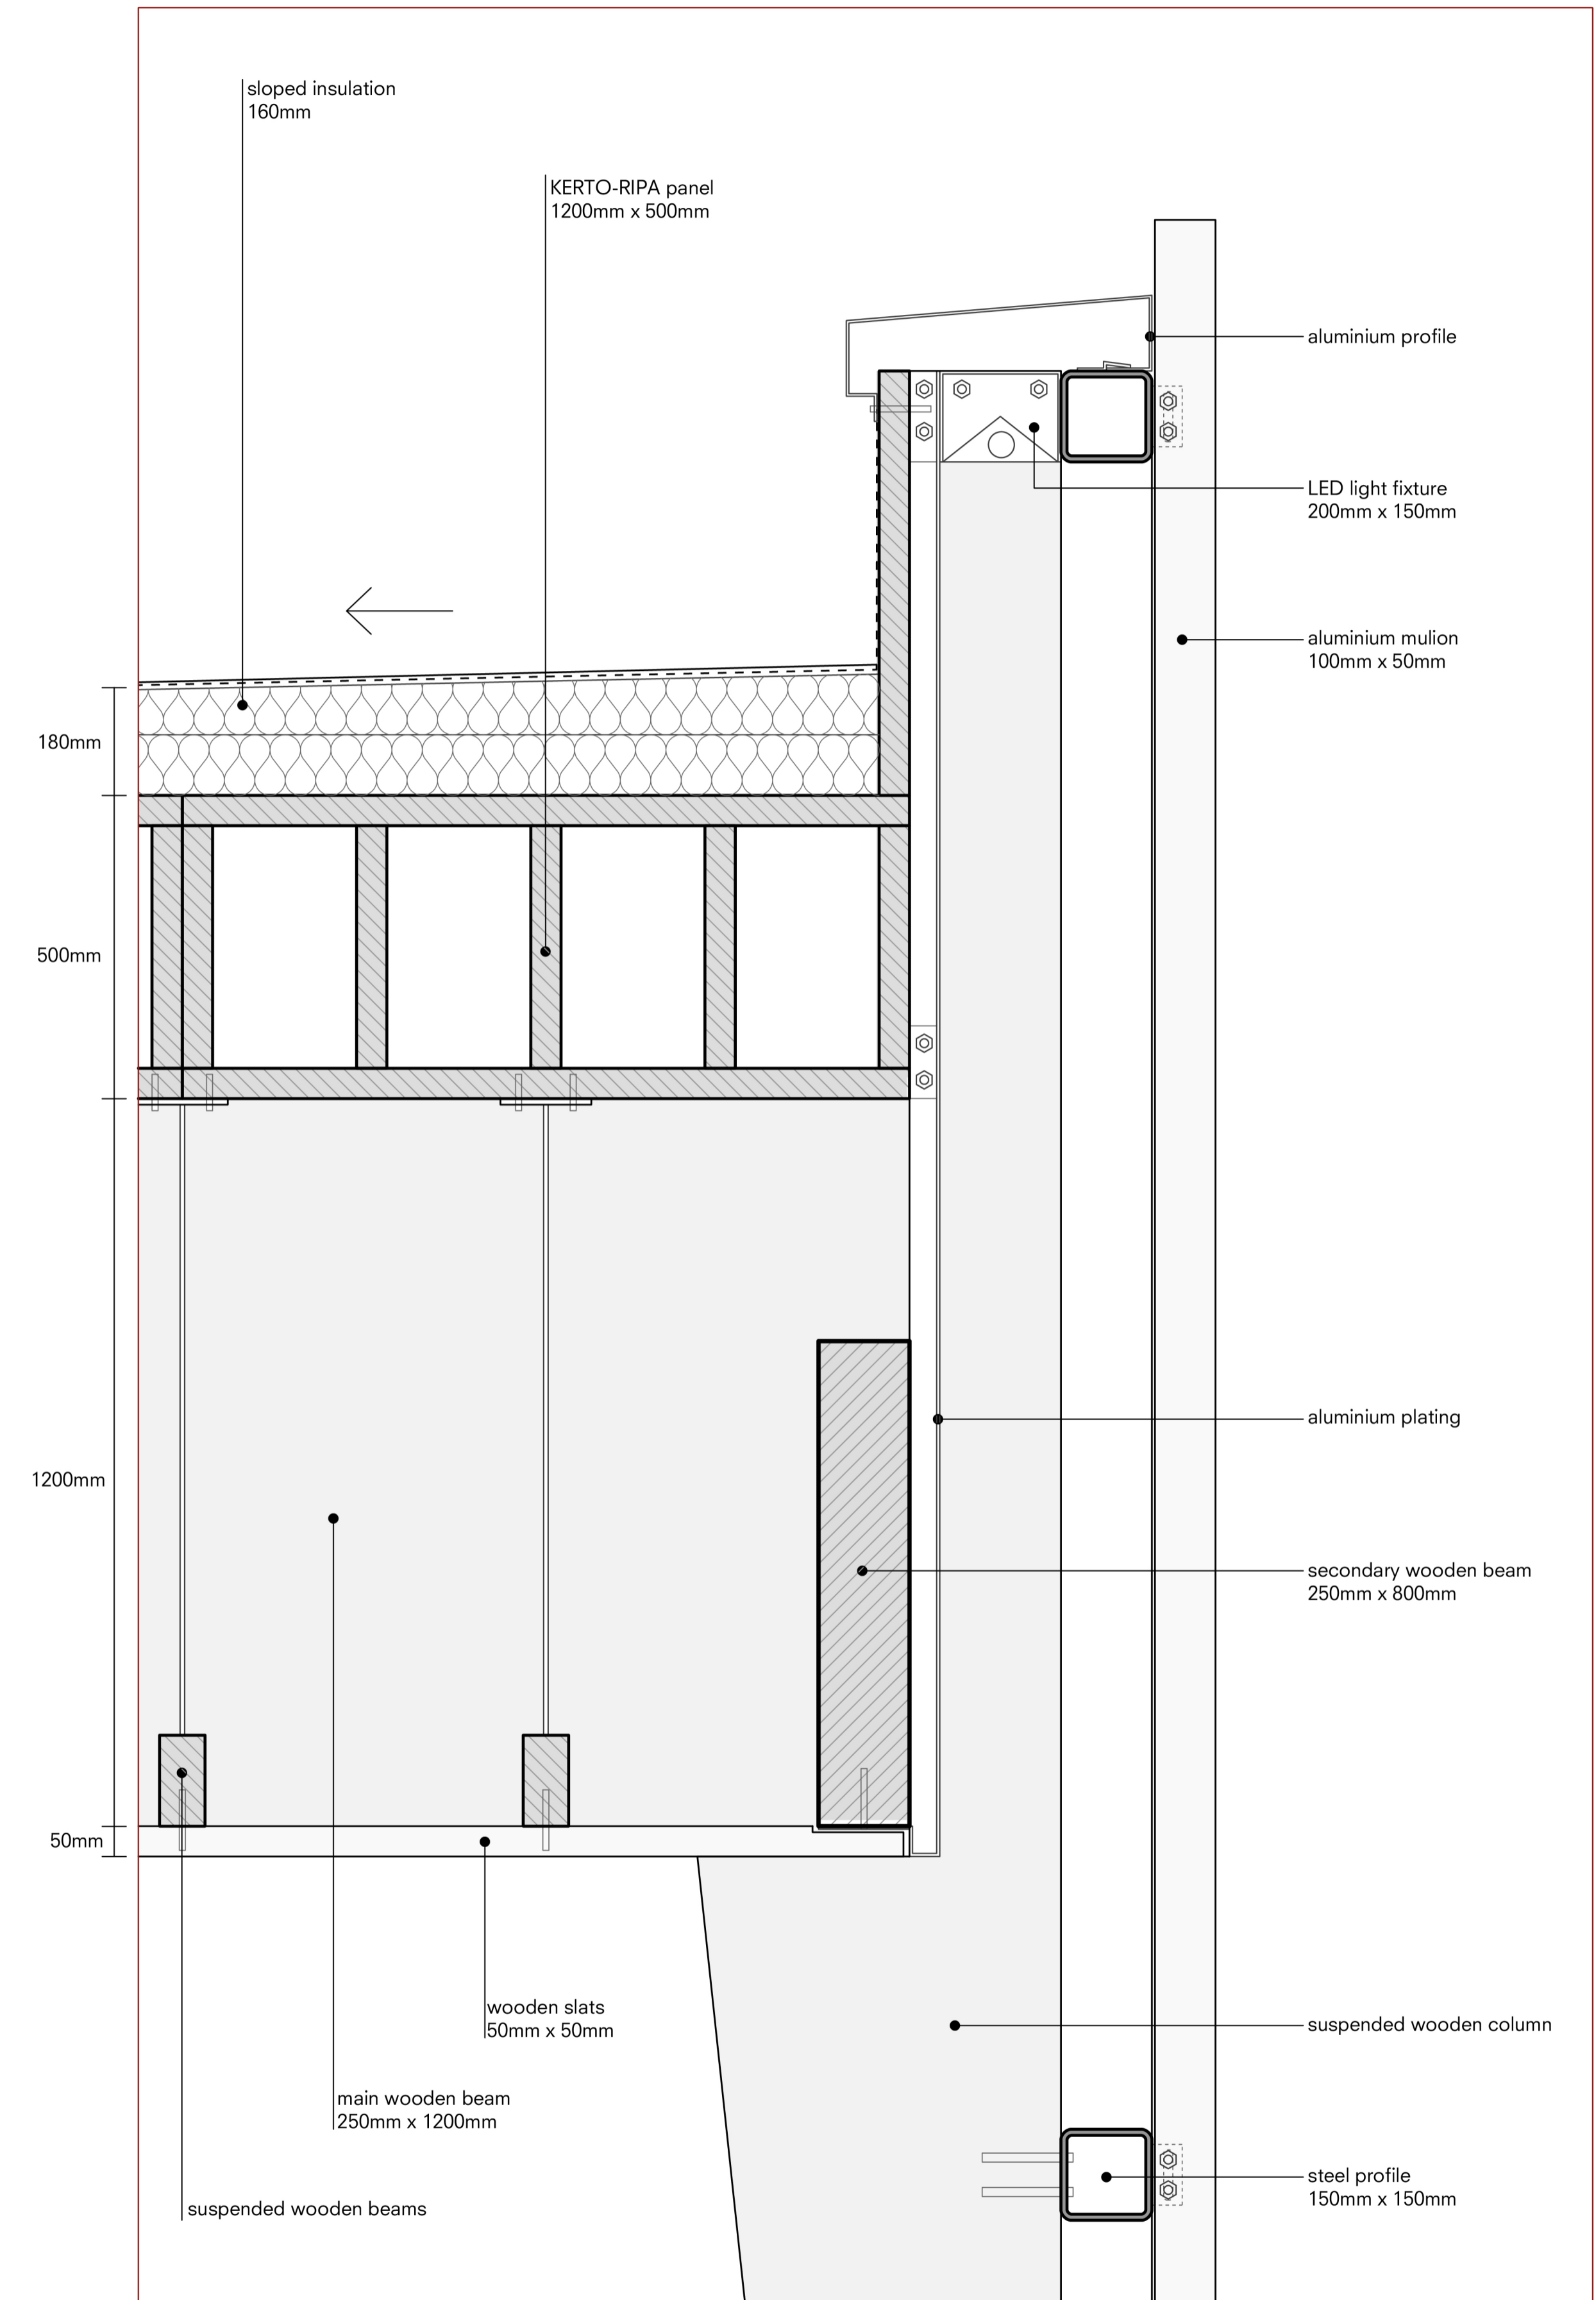 sloped insulation
160mm
KERTO-RIPA panel
1200mm x 500mm
aluminium profile
LED light fixture
200mm x 150mm
aluminium mulion
100mm x 50mm
180mm
500mm
aluminium plating
1200mm
secondary wooden beam
250mm x 800mm
50mm
wooden slats
50mm x 50mm
suspended wooden column
main wooden beam
250mm x 1200mm
steel profile
150mm x 150mm
suspended wooden beams